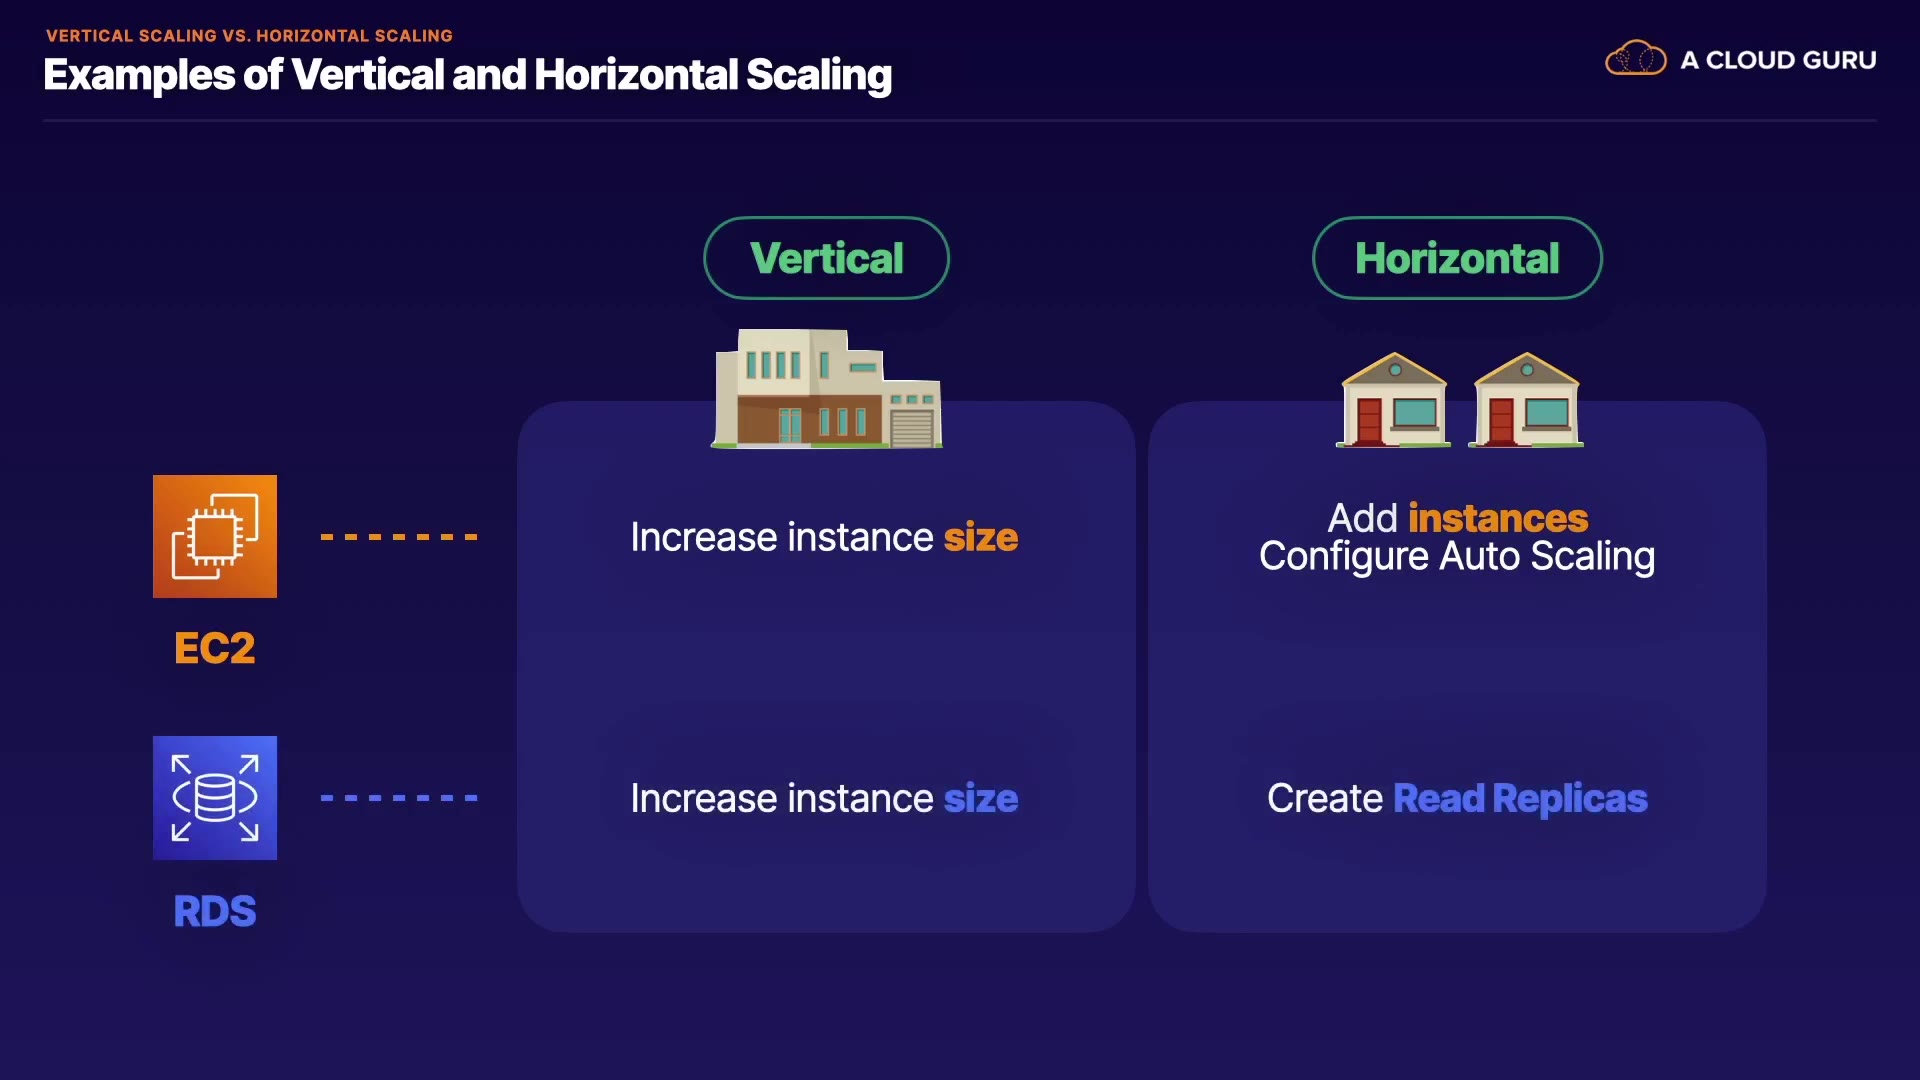 VERTICAL SCALING VS. HORIZONTAL SCALING
Examples of Vertical and Horizontal Scaling
A CLOUD GURU
Vertical
Horizontal
EC2
Increase instance size
Add instances
Configure Auto Scaling
RDS
Increase instance size
Create Read Replicas